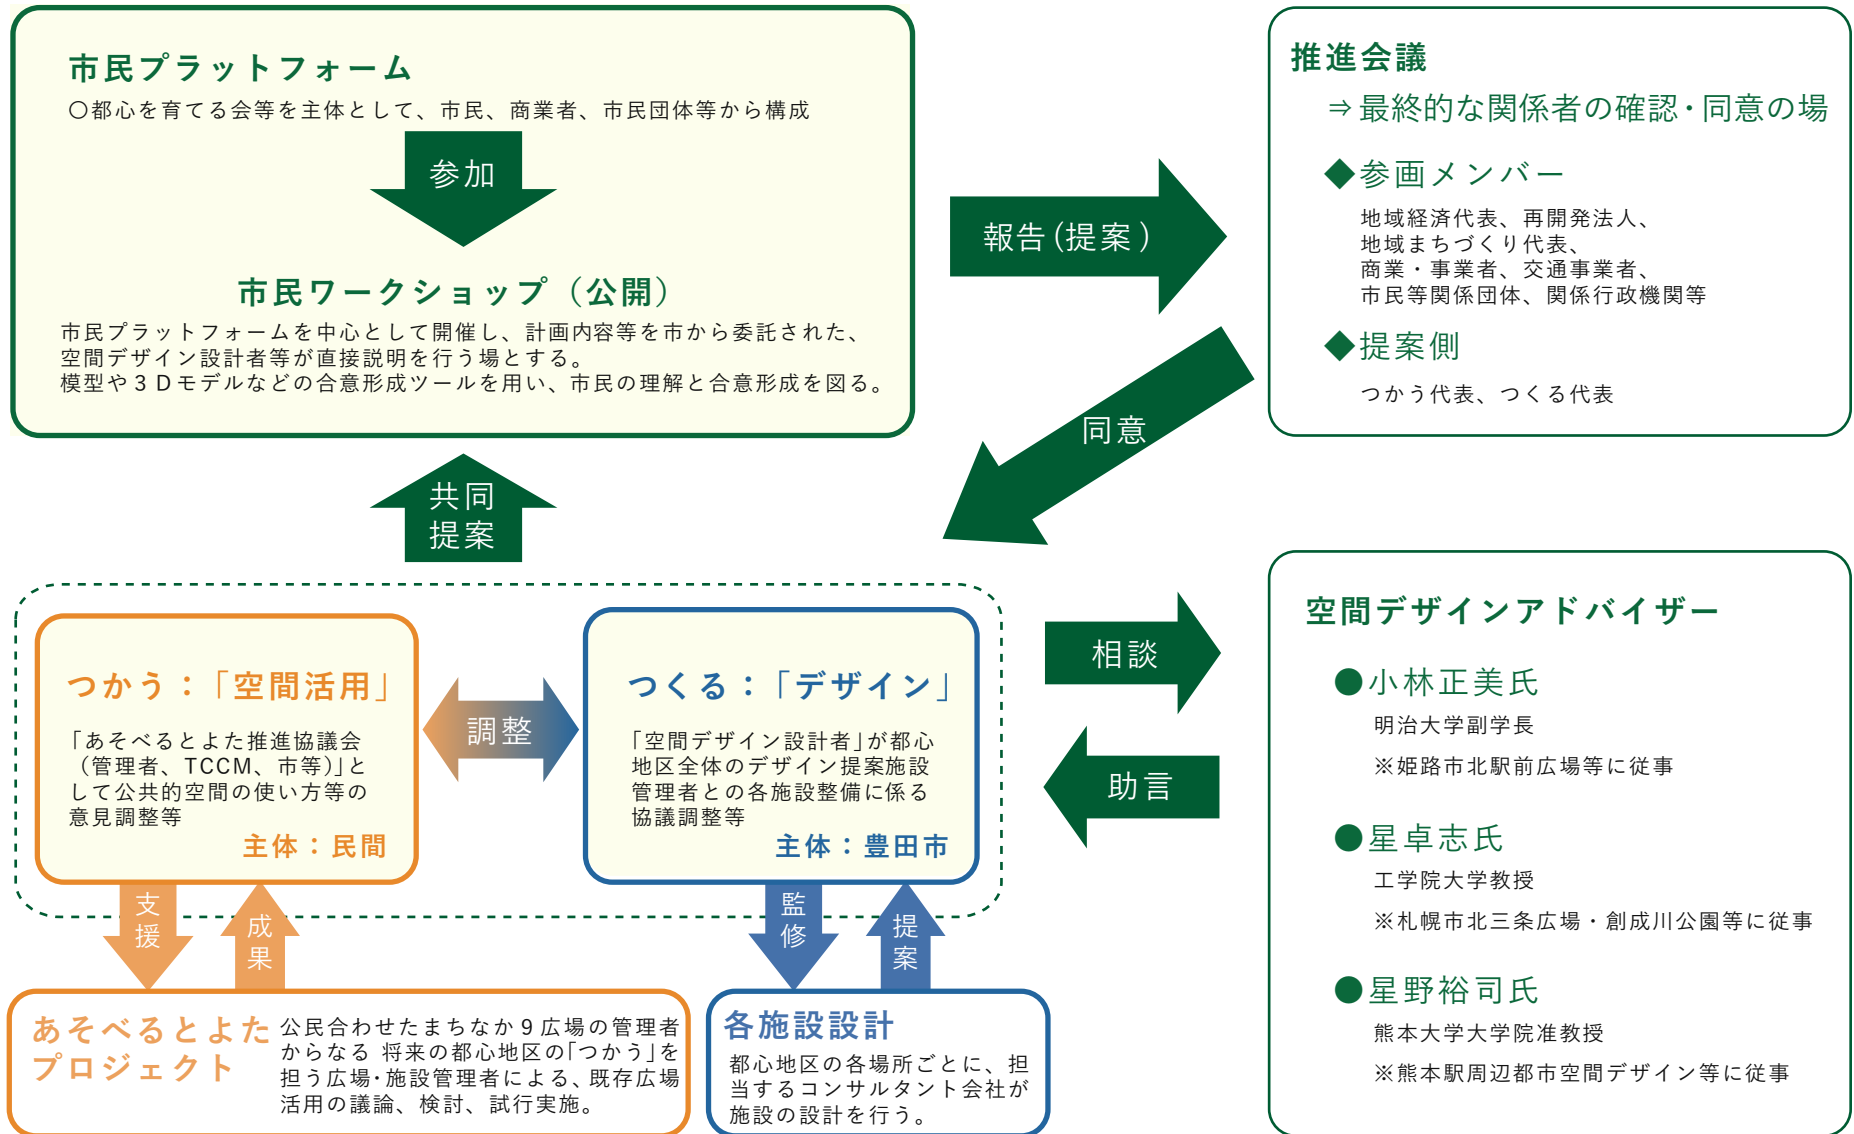 市民プラットフォーム
〇都心を育てる会等を主体として、市民、商業者、市民団体等から構成
参加
市民ワークショップ（公開）
市民プラットフォームを中心として開催し、計画内容等を市から委託された、
空間デザイン設計者等が直接説明を行う場とする。
模型や３Ｄモデルなどの合意形成ツールを用い、市民の理解と合意形成を図る。
報告(提案)
推進会議
⇒最終的な関係者の確認・同意の場
◆参画メンバー
地域経済代表、再開発法人、
地域まちづくり代表、
商業・事業者、交通事業者、
市民等関係団体、関係行政機関等
◆提案側
つかう代表、つくる代表
同意
共同
提案
つかう：「空間活用」
「あそべるとよた推進協議会
（管理者、TCCM、市等)」と
して公共的空間の使い方等の
意見調整等
主体：民間
調整
つくる：「デザイン」
「空間デザイン設計者」が都心
地区全体のデザイン提案施設
管理者との各施設整備に係る
協議調整等
主体：豊田市
相談
助言
空間デザインアドバイザー
●小林正美氏
明治大学副学長
※姫路市北駅前広場等に従事
●星卓志氏
工学院大学教授
※札幌市北三条広場・創成川公園等に従事
●星野裕司氏
熊本大学大学院准教授
※熊本駅周辺都市空間デザイン等に従事
支援
成果
監修
提案
あそべるとよた
プロジェクト
公民合わせたまちなか９広場の管理者
からなる 将来の都心地区の「つかう」を
担う広場・施設管理者による、既存広場
活用の議論、検討、試行実施。
各施設設計
都心地区の各場所ごとに、担
当するコンサルタント会社が
施設の設計を行う。